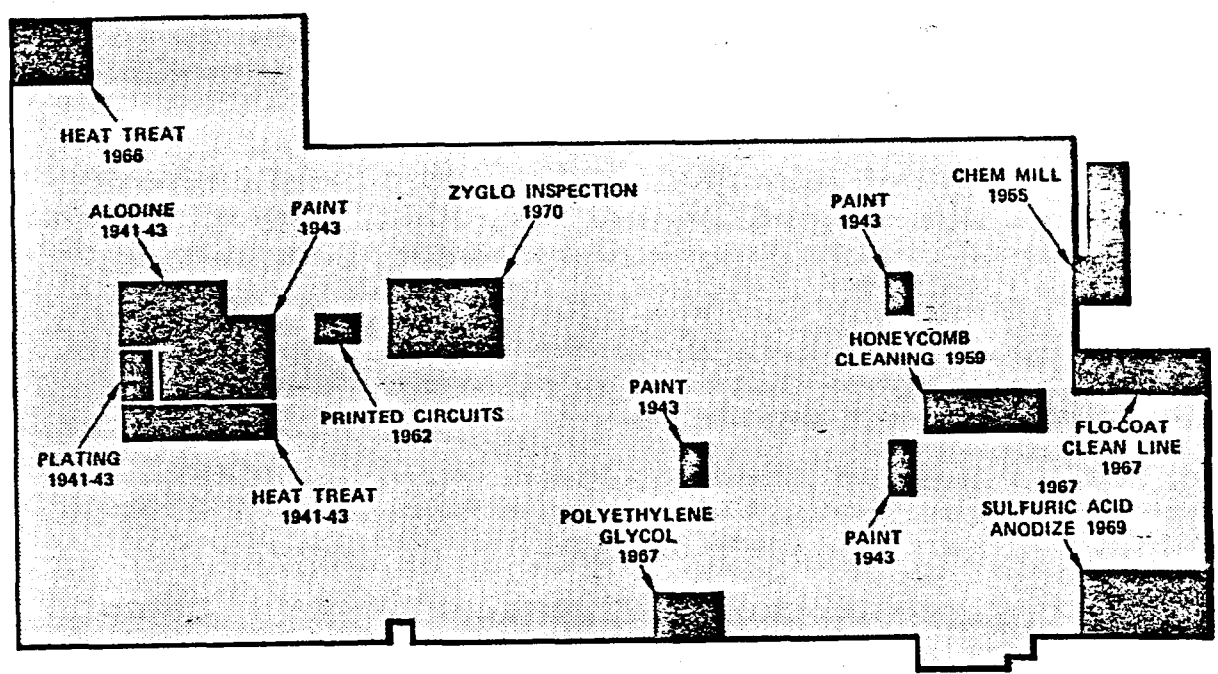 HEAT TREAT
1966
ALODINE
1941-43
PAINT
1943
ZYGLO INSPECTION
1970
PAINT
1943
CHEM MILL
1955
HONEYCOMB
CLEANING 1959
PAINT
1943
PRINTED CIRCUITS
1962
PLATING
1941-43
HEAT TREAT
1941-43
FLO-COAT
CLEAN LINE
1967
1967
SULFURIC ACID
ANODIZE 1969
POLYETHYLENE
GLYCOL
1967
PAINT
1943